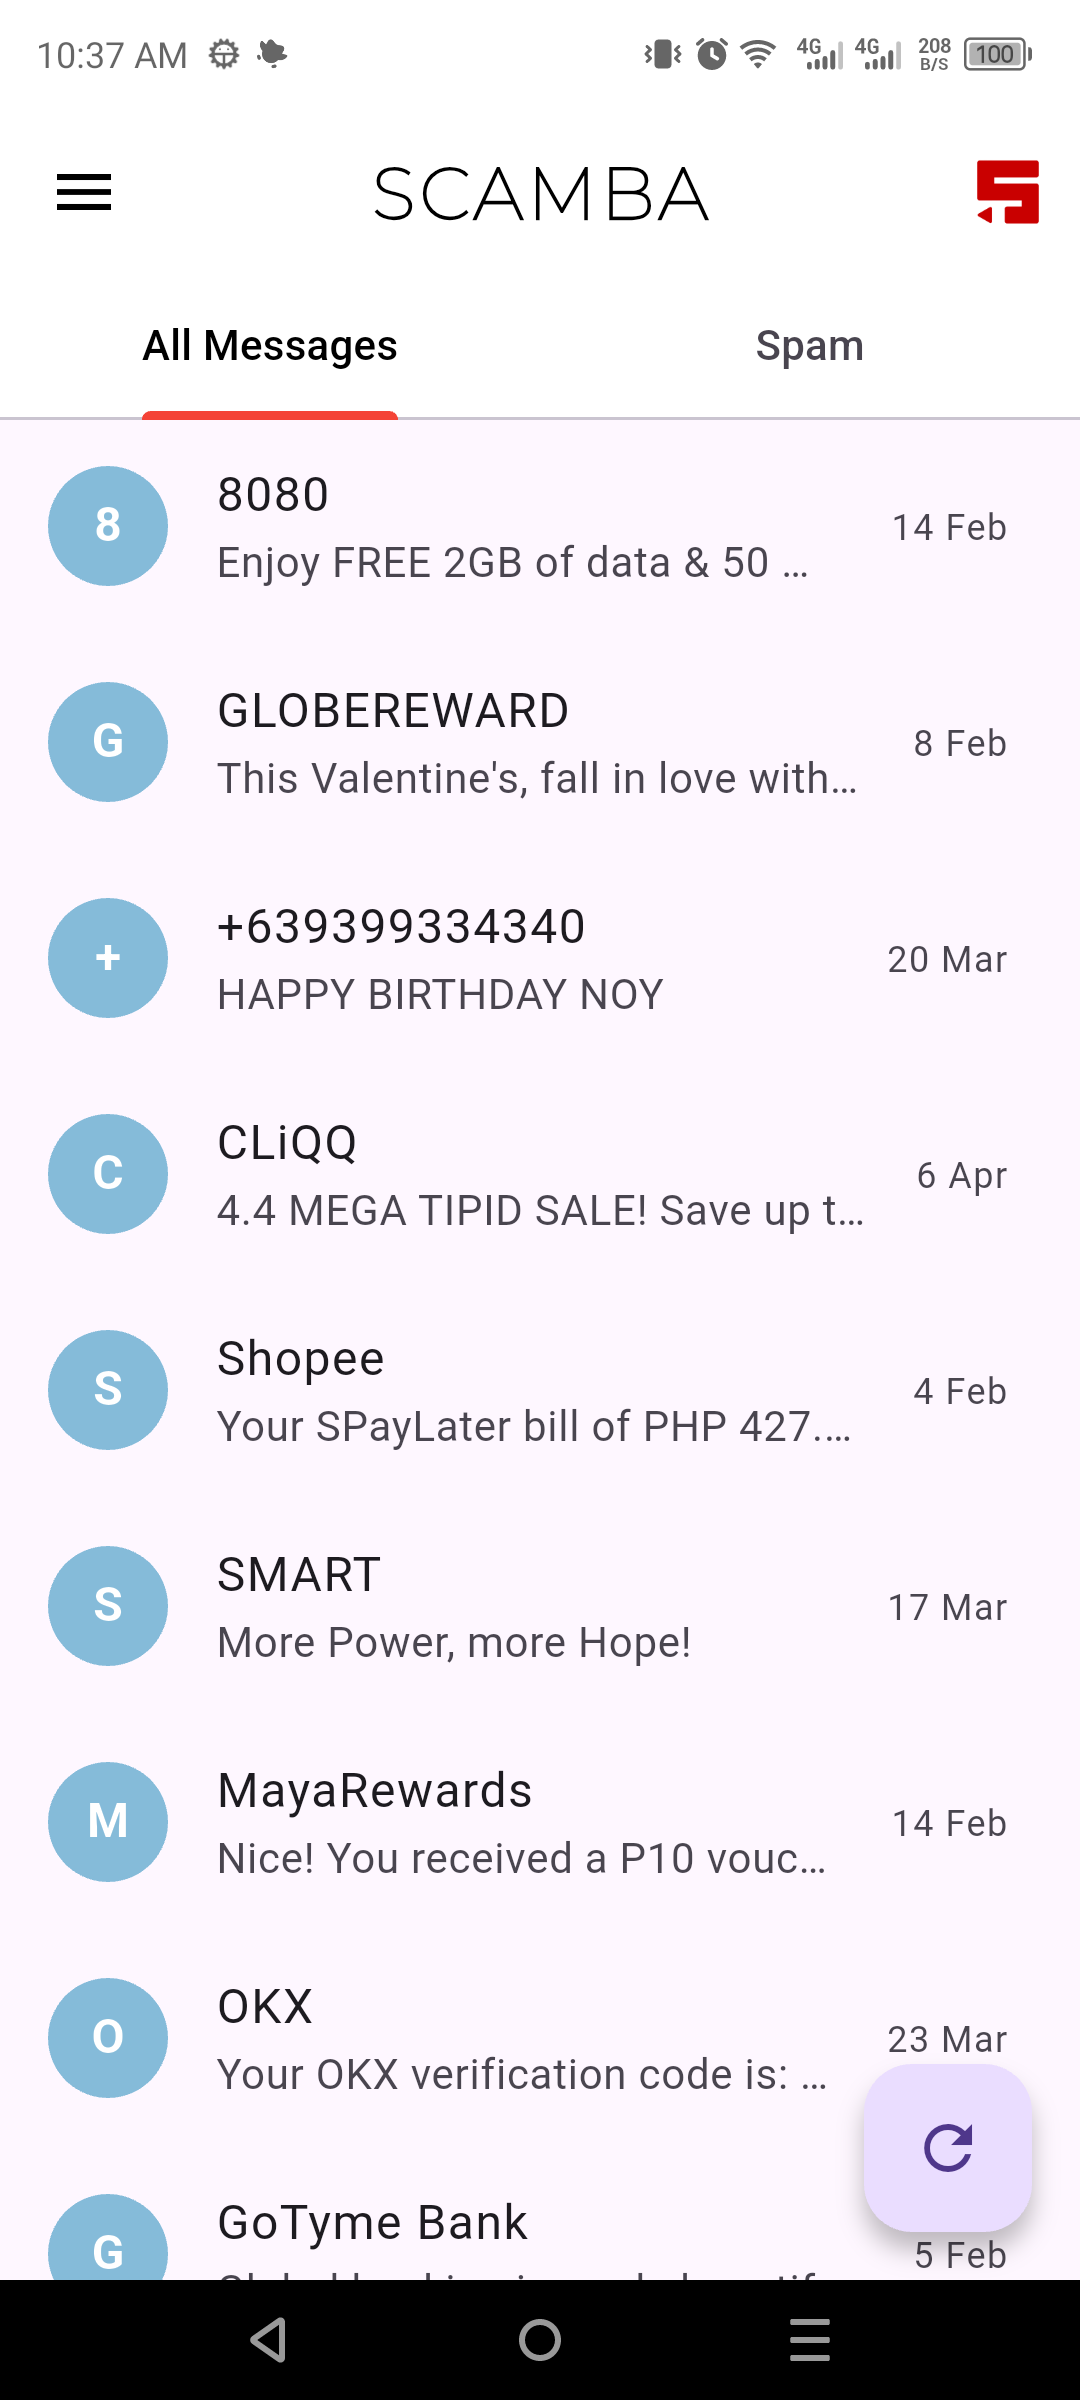 10:37 AM 4G 4G 208 B/S 100
SCAMBA
All Messages Spam
8 8080 14 Feb
Enjoy FREE 2GB of data & 50 ...
G GLOBEREWARD 8 Feb
This Valentine's, fall in love with...
+ +639399334340 20 Mar
HAPPY BIRTHDAY NOY
C CLiQQ 6 Apr
4.4 MEGA TIPID SALE! Save up t...
S Shopee 4 Feb
Your SPayLater bill of PHP 427....
S SMART 17 Mar
More Power, more Hope!
M MayaRewards 14 Feb
Nice! You received a P10 vouc...
O OKX 23 Mar
Your OKX verification code is: ...
G GoTyme Bank 5 Feb